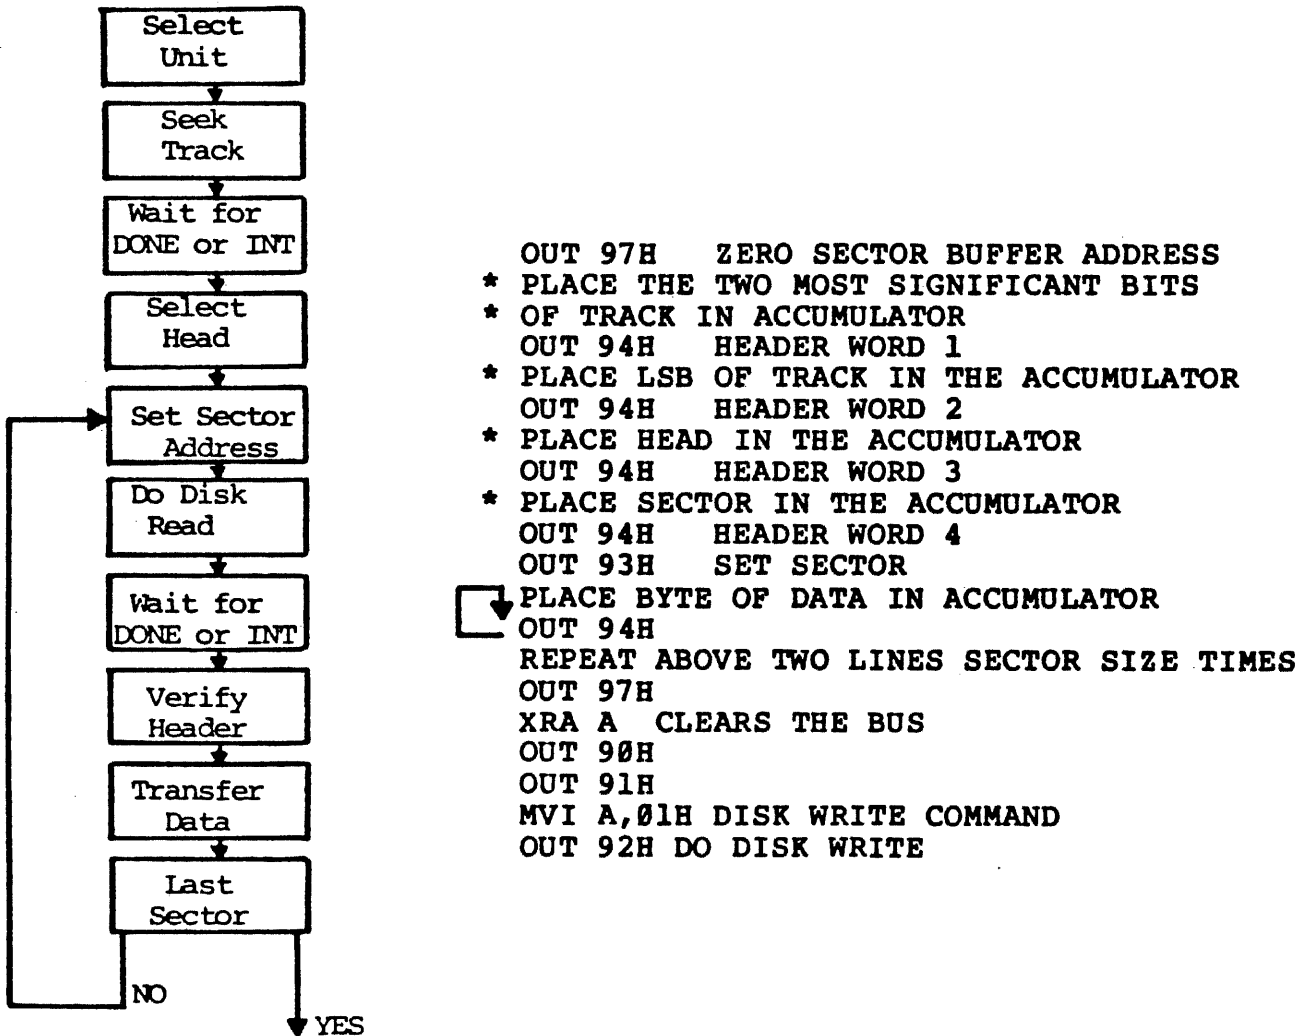 Select
Unit
Seek
Track
Wait for
DONE or INT
Select
Head
Set Sector
Address
Do Disk
Read
Wait for
DONE or INT
Verify
Header
Transfer
Data
Last
Sector
NO
YES
OUT 97H ZERO SECTOR BUFFER ADDRESS
* PLACE THE TWO MOST SIGNIFICANT BITS
* OF TRACK IN ACCUMULATOR
OUT 94H HEADER WORD 1
* PLACE LSB OF TRACK IN THE ACCUMULATOR
OUT 94H HEADER WORD 2
* PLACE HEAD IN THE ACCUMULATOR
OUT 94H HEADER WORD 3
* PLACE SECTOR IN THE ACCUMULATOR
OUT 94H HEADER WORD 4
OUT 93H SET SECTOR
PLACE BYTE OF DATA IN ACCUMULATOR
OUT 94H
REPEAT ABOVE TWO LINES SECTOR SIZE TIMES
OUT 97H
XRA A CLEARS THE BUS
OUT 90H
OUT 91H
MVI A,01H DISK WRITE COMMAND
OUT 92H DO DISK WRITE